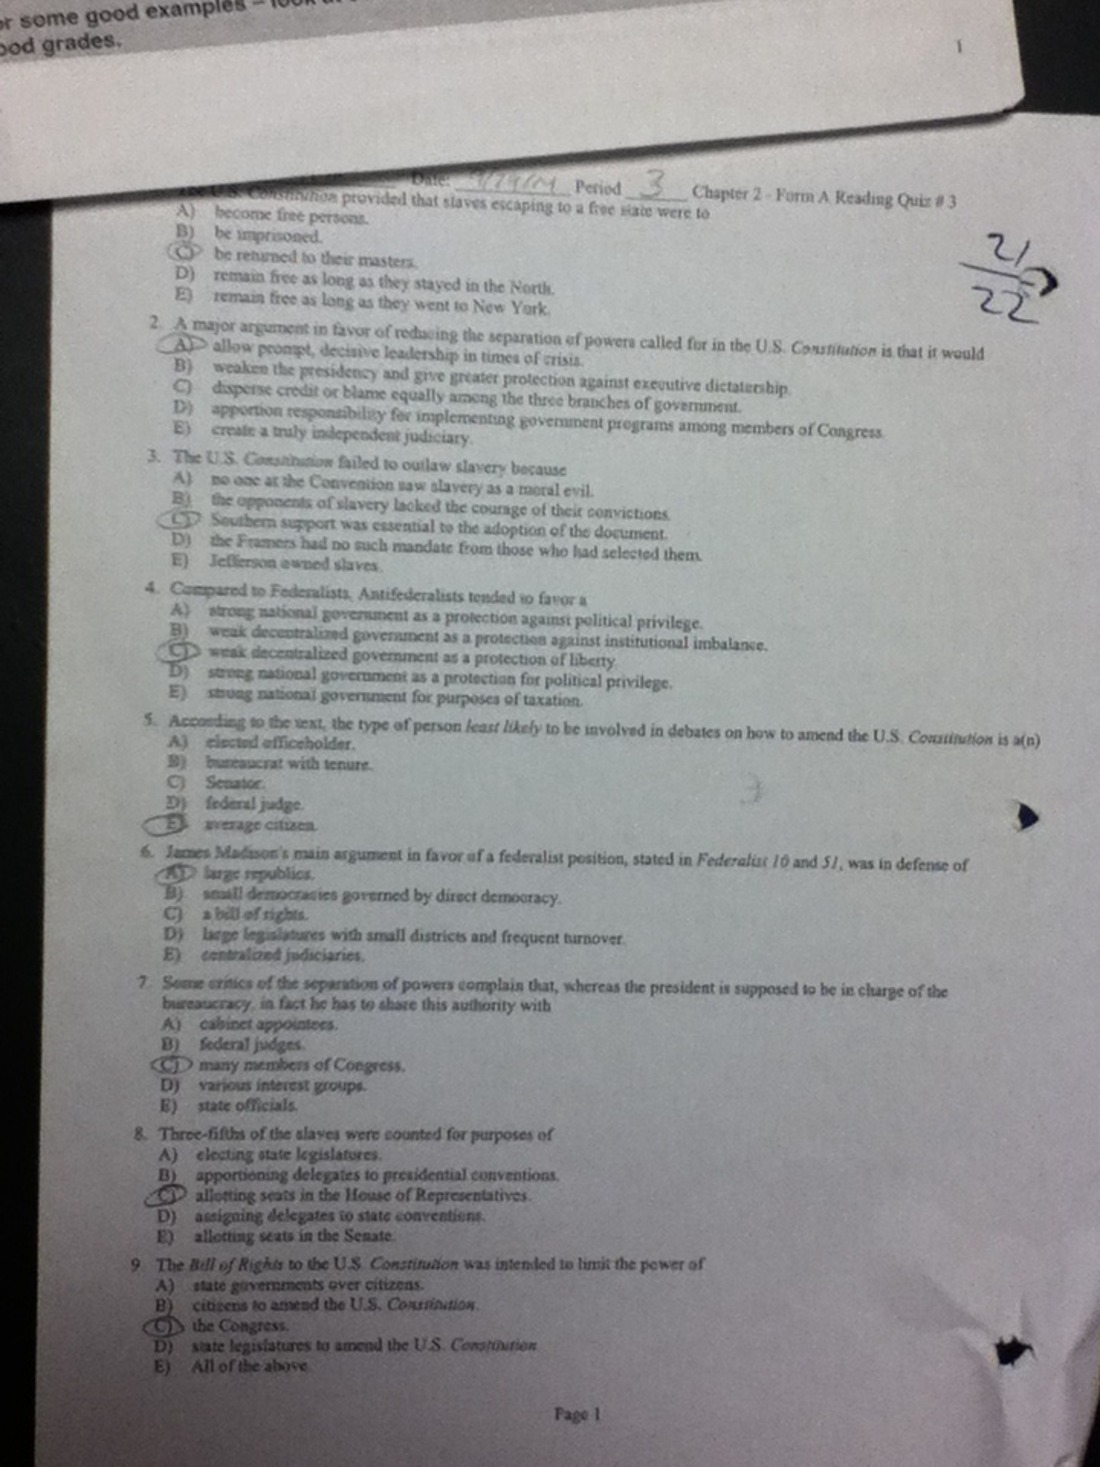 or some good examples – look at
ood grades.
1
Date: Period 3 Chapter 2 - Form A Reading Quiz # 3
The U.S. Constitution provided that slaves escaping to a free state were to
A) become free persons.
B) be imprisoned.
C) be returned to their masters.
D) remain free as long as they stayed in the North.
E) remain free as long as they went to New York.
21
22
2. A major argument in favor of reducing the separation of powers called for in the U.S. Constitution is that it would
A) allow prompt, decisive leadership in times of crisis.
B) weaken the presidency and give greater protection against executive dictatorship.
C) disperse credit or blame equally among the three branches of government.
D) apportion responsibility for implementing government programs among members of Congress.
E) create a truly independent judiciary.
3. The U.S. Constitution failed to outlaw slavery because
A) no one at the Convention saw slavery as a moral evil.
B) the opponents of slavery lacked the courage of their convictions.
C) Southern support was essential to the adoption of the document.
D) the Framers had no such mandate from those who had selected them.
E) Jefferson owned slaves.
4. Compared to Federalists, Antifederalists tended to favor a
A) strong national government as a protection against political privilege.
B) weak decentralized government as a protection against institutional imbalance.
C) weak decentralized government as a protection of liberty.
D) strong national government as a protection for political privilege.
E) strong national government for purposes of taxation.
5. According to the text, the type of person least likely to be involved in debates on how to amend the U.S. Constitution is a(n)
A) elected officeholder.
B) bureaucrat with tenure.
C) Senator.
D) federal judge.
E) average citizen.
6. James Madison's main argument in favor of a federalist position, stated in Federalist 10 and 51, was in defense of
A) large republics.
B) small democracies governed by direct democracy.
C) a bill of rights.
D) large legislatures with small districts and frequent turnover.
E) centralized judiciaries.
7. Some critics of the separation of powers complain that, whereas the president is supposed to be in charge of the
bureaucracy, in fact he has to share this authority with
A) cabinet appointees.
B) federal judges.
C) many members of Congress.
D) various interest groups.
E) state officials.
8. Three-fifths of the slaves were counted for purposes of
A) electing state legislatures.
B) apportioning delegates to presidential conventions.
C) allotting seats in the House of Representatives.
D) assigning delegates to state conventions.
E) allotting seats in the Senate.
9. The Bill of Rights to the U.S. Constitution was intended to limit the power of
A) state governments over citizens.
B) citizens to amend the U.S. Constitution.
C) the Congress.
D) state legislatures to amend the U.S. Constitution
E) All of the above.
Page 1